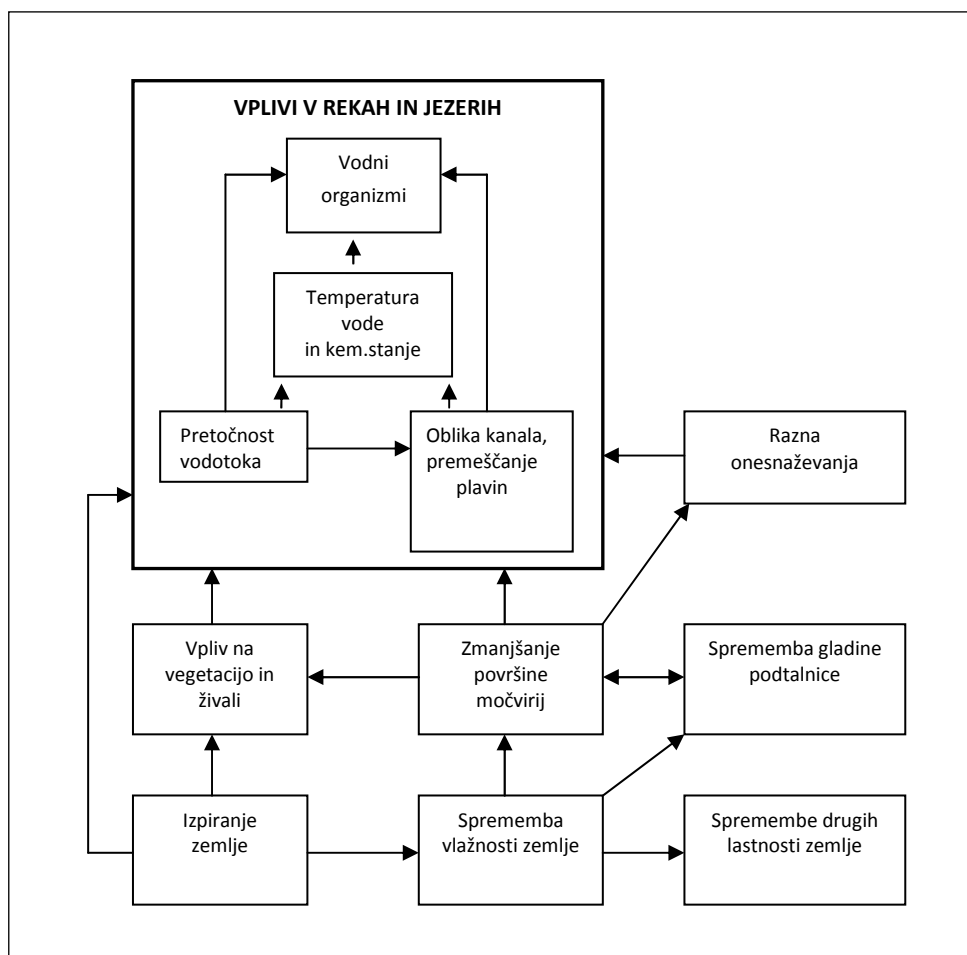 VPLIVI V REKAH IN JEZERIH
Vodni
organizmi
Temperatura
vode
in kem.stanje
Pretočnost
vodotoka
Oblika kanala,
premeščanje
plavin
Razna
onesnaževanja
Vpliv na
vegetacijo in
živali
Zmanjšanje
površine
močvirij
Sprememba gladine
podtalnice
Izpiranje
zemlje
Sprememba
vlažnosti zemlje
Spremembe drugih
lastnosti zemlje